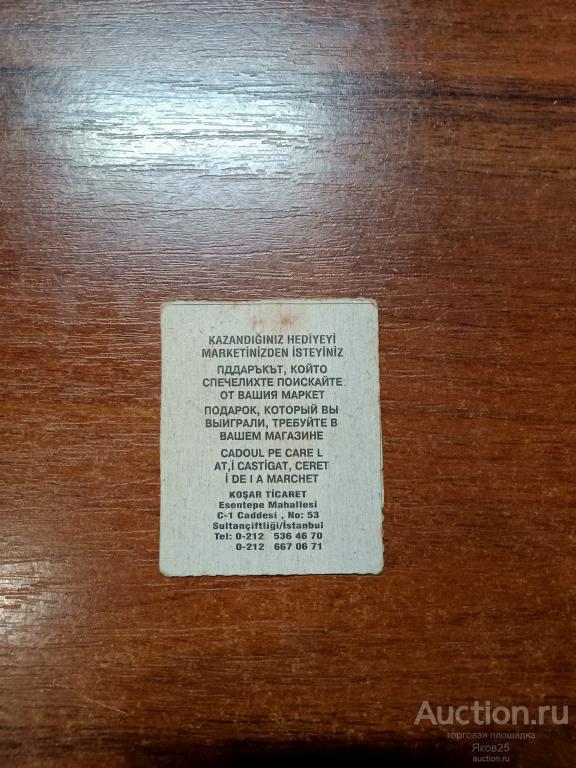 KAZANDIĞINIZ HEDİYEYİ
MARKETINIZDEN İSTEYİNİZ
ПДДАРЪКЪТ, КОЙТО
СПЕЧЕЛИХТЕ ПОИСКАЙТЕ
ОТ ВАШИЯ МАРКЕТ
ПОДАРОК, КОТОРЫЙ ВЫ
ВЫИГРАЛИ, ТРЕБУЙТЕ В
ВАШЕМ МАГАЗИНЕ
CADOUL PE CARE L
AT,İ CASTİGAT, CERET
İ DE I A MARCHET
KOŞAR TİCARET
Esentepe Mahallesi
C-1 Caddesi , No: 53
Sultançiftliği/İstanbul
Tel: 0-212 536 46 70
0-212 667 06 71
Auction.ru
торговая площадка
Яков25
auction.ru